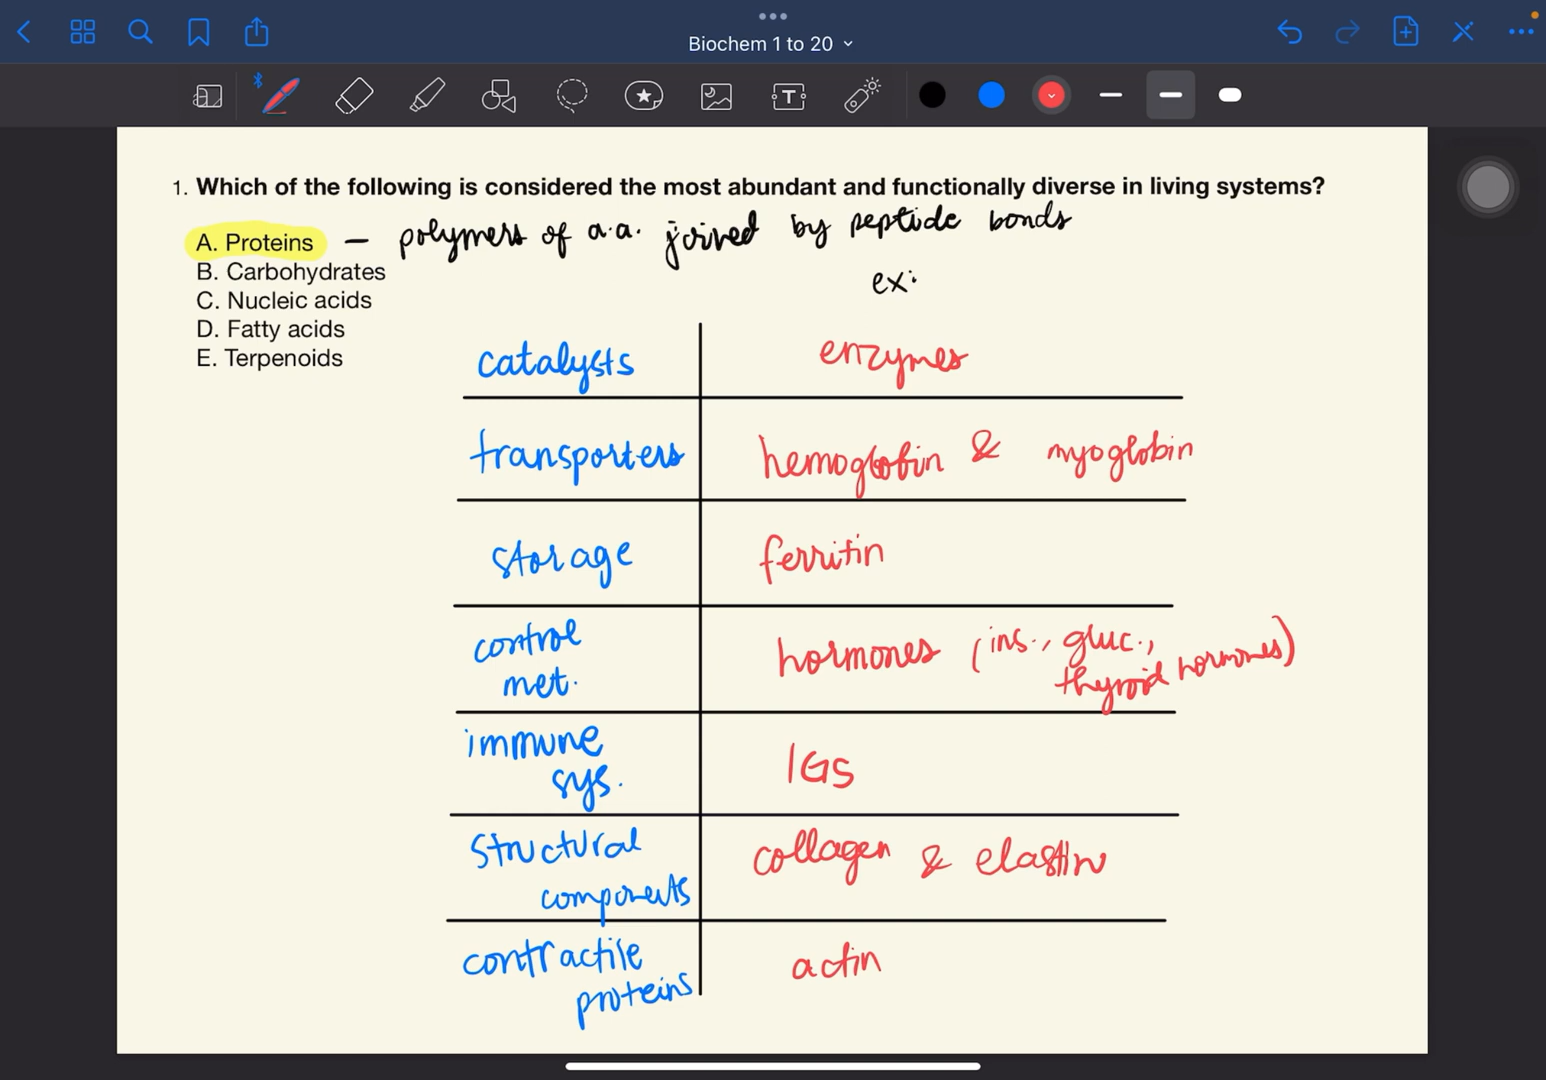 Biochem 1 to 20
1. Which of the following is considered the most abundant and functionally diverse in living systems?
A. Proteins — polymers of a.a. joined by peptide bonds
B. Carbohydrates
ex:
C. Nucleic acids
D. Fatty acids
E. Terpenoids
catalysts enzymes
transporters hemoglobin & myoglobin
storage ferritin
control
met.
hormones (ins., gluc.,
thyroid hormones)
immune
sys.
IGs
structural
components
collagen & elastin
contractile
proteins
actin